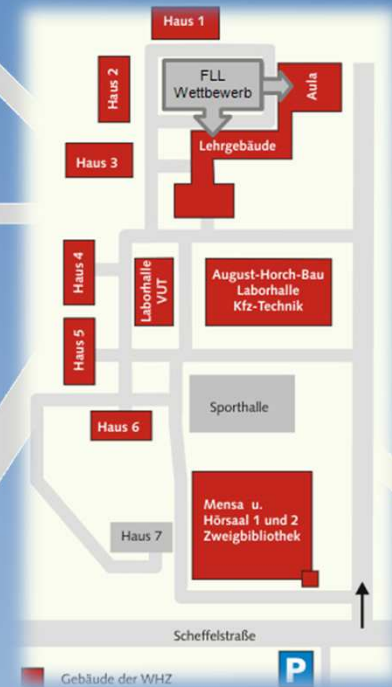 Haus 1
Haus 2
FLL
Wettbewerb
Aula
Lehrgebäude
Haus 3
Haus 4
Laborhalle
VUT
August-Horch-Bau
Laborhalle
Kfz-Technik
Haus 5
Sporthalle
Haus 6
Mensa u.
Hörsaal 1 und 2
Zweigbibliothek
Haus 7
Scheffelstraße
Gebäude der WHZ
P